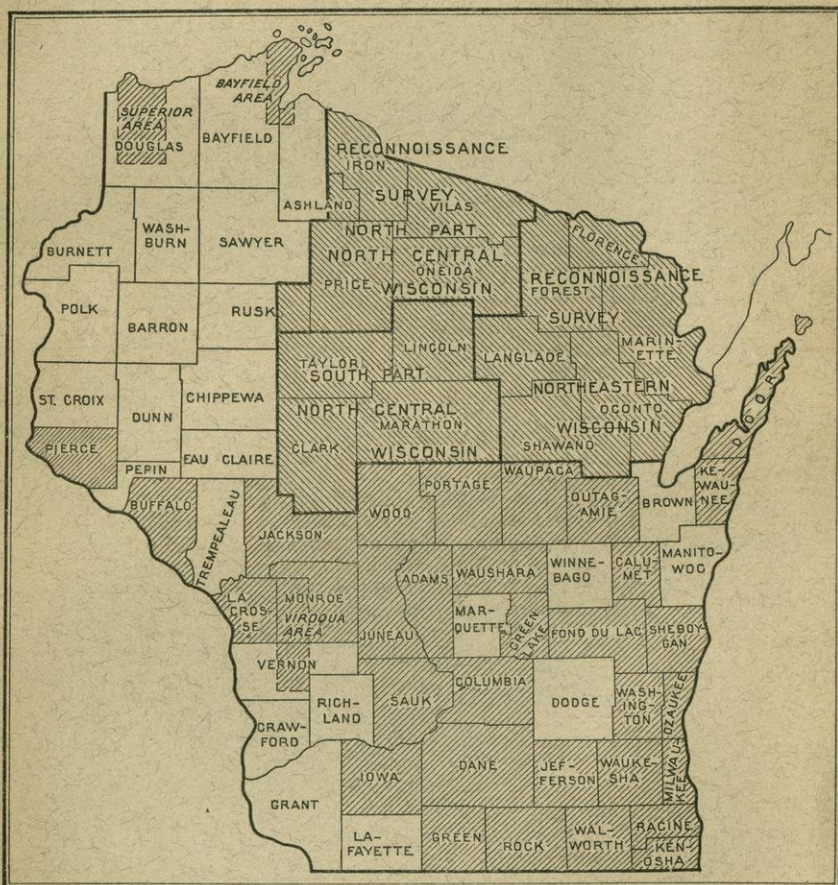 BAYFIELD
AREA
SUPERIOR
AREA
DOUGLAS
BAYFIELD
ASHLAND
RECONNOISSANCE
IRON
SURVEY
VILAS
NORTH PART
NORTH CENTRAL
ONEIDA
PRICE
WISCONSIN
FLORENCE
RECONNOISSANCE
FOREST
SURVEY
MARIN-
ETTE
NORTHEASTERN
OCONTO
WISCONSIN
SHAWANO
LANGLADE
BURNETT
WASH-
BURN
SAWYER
POLK
BARRON
RUSK
TAYLOR
LINCOLN
SOUTH PART
NORTH CENTRAL
MARATHON
CLARK
WISCONSIN
ST. CROIX
DUNN
CHIPPEWA
PIERCE
PEPIN
EAU CLAIRE
BUFFALO
TREMPEALEAU
JACKSON
WOOD
PORTAGE
WAUPACA
OUTAG-
AMIE
BROWN
KE-
WAU-
NEE
DOOR
LA
CROS-
SE
MONROE
VIROQUA
AREA
JUNEAU
ADAMS
WAUSHARA
WINNE-
BAGO
CALU-
MET
MANITO-
WOC
MAR-
QUETTE
GREEN
LAKE
FOND DU LAC
SHEBOY-
GAN
VERNON
CRAW-
FORD
RICH-
LAND
SAUK
COLUMBIA
DODGE
WASH-
ING-
TON
OZAUKEE
GRANT
IOWA
DANE
JEF-
FERSON
WAUKE-
SHA
MILWAU-
KEE
LA-
FAYETTE
GREEN
ROCK
WAL-
WORTH
RACINE
KEN-
OSHA